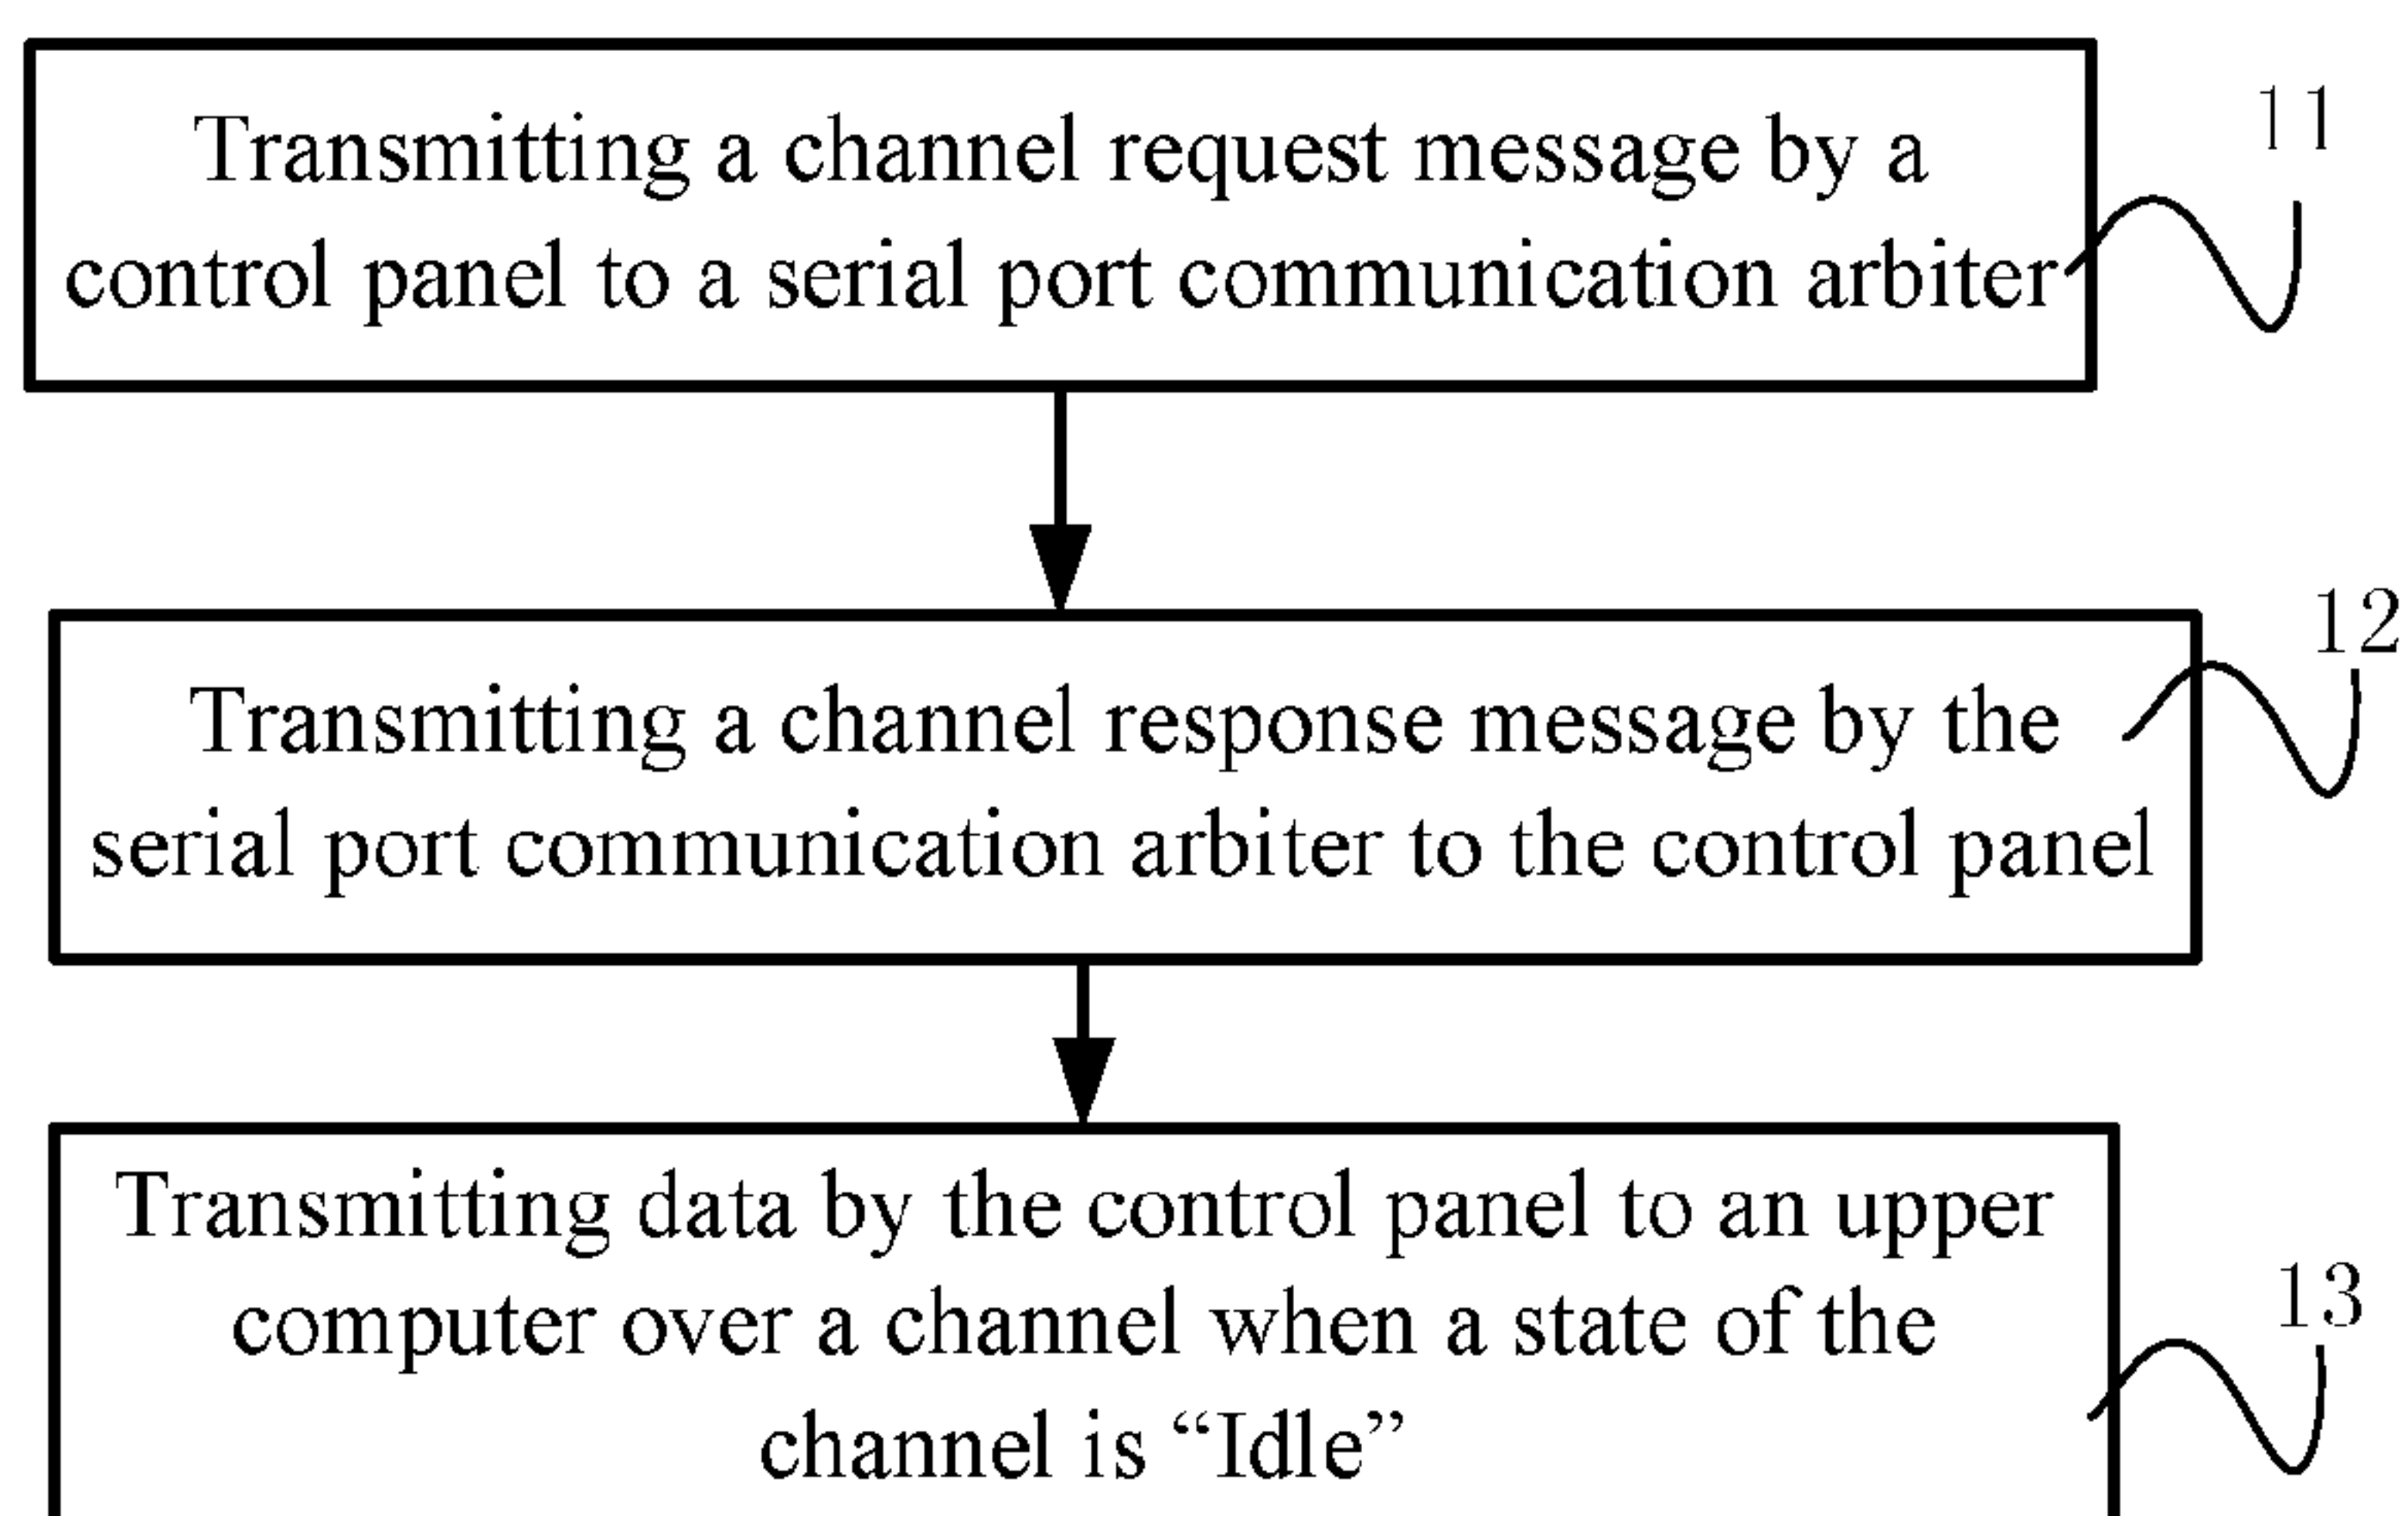 Transmitting a channel request message by a
control panel to a serial port communication arbiter
11
Transmitting a channel response message by the
serial port communication arbiter to the control panel
12
Transmitting data by the control panel to an upper
computer over a channel when a state of the
channel is “Idle”
13